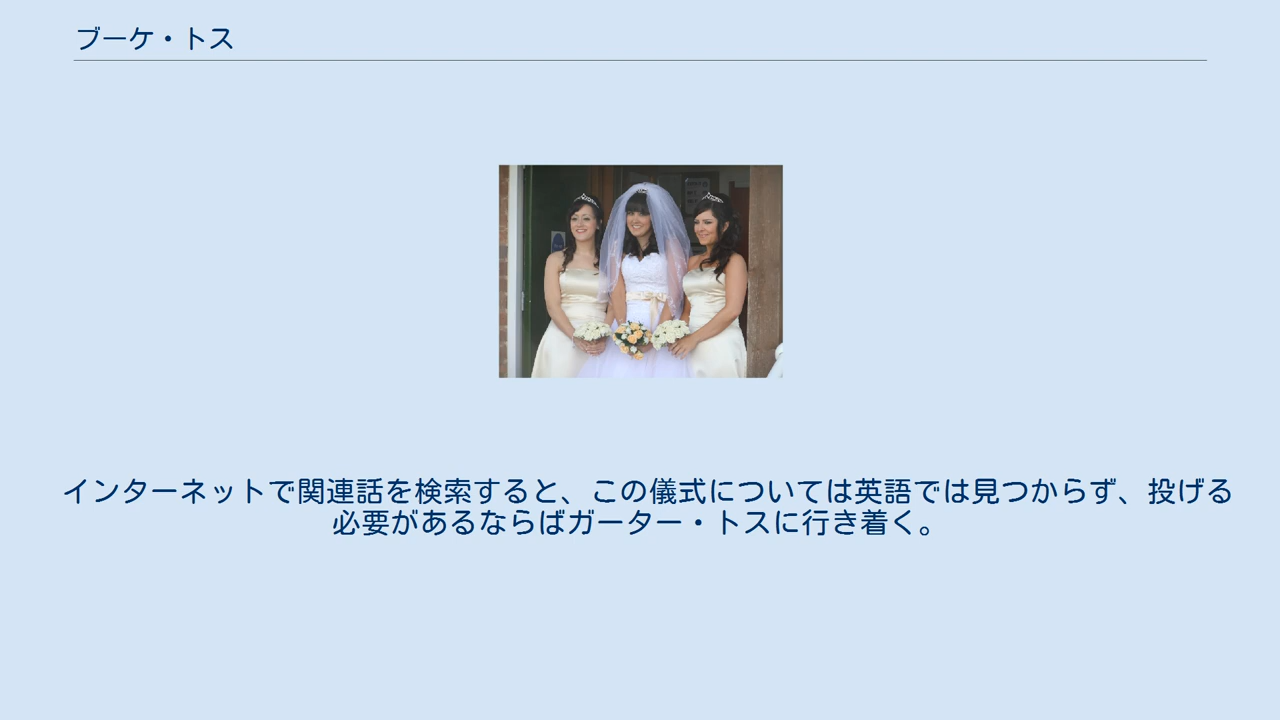 ブーケ・トス
インターネットで関連話を検索すると、この儀式については英語では見つからず、投げる
必要があるならばガーター・トスに行き着く。